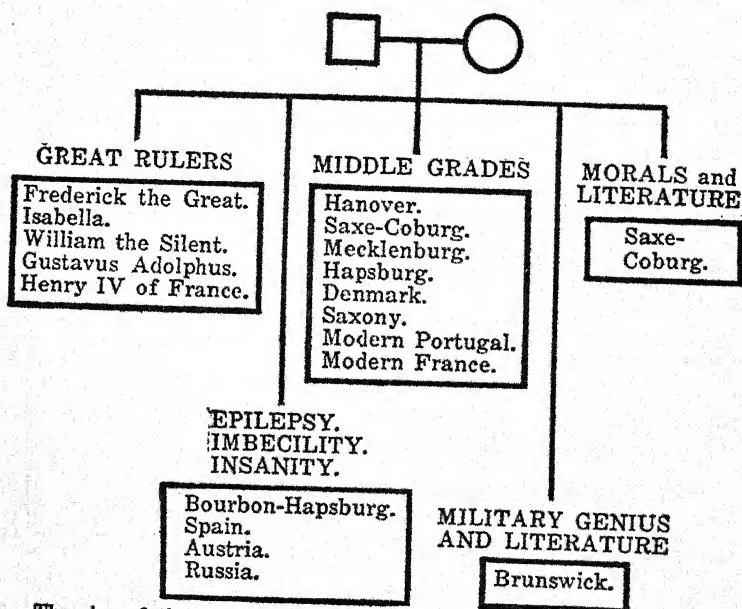 GREAT RULERS
Frederick the Great.
Isabella.
William the Silent.
Gustavus Adolphus.
Henry IV of France.
MIDDLE GRADES
Hanover.
Saxe-Coburg.
Mecklenburg.
Hapsburg.
Denmark.
Saxony.
Modern Portugal.
Modern France.
MORALS and
LITERATURE
Saxe-
Coburg.
EPILEPSY.
IMBECILITY.
INSANITY.
Bourbon-Hapsburg.
Spain.
Austria.
Russia.
MILITARY GENIUS
AND LITERATURE
Brunswick.